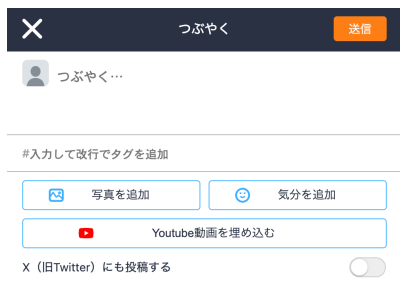 つぶやく
送信
つぶやく…
#入力して改行でタグを追加
写真を追加
気分を追加
Youtube動画を埋め込む
X（旧Twitter）にも投稿する